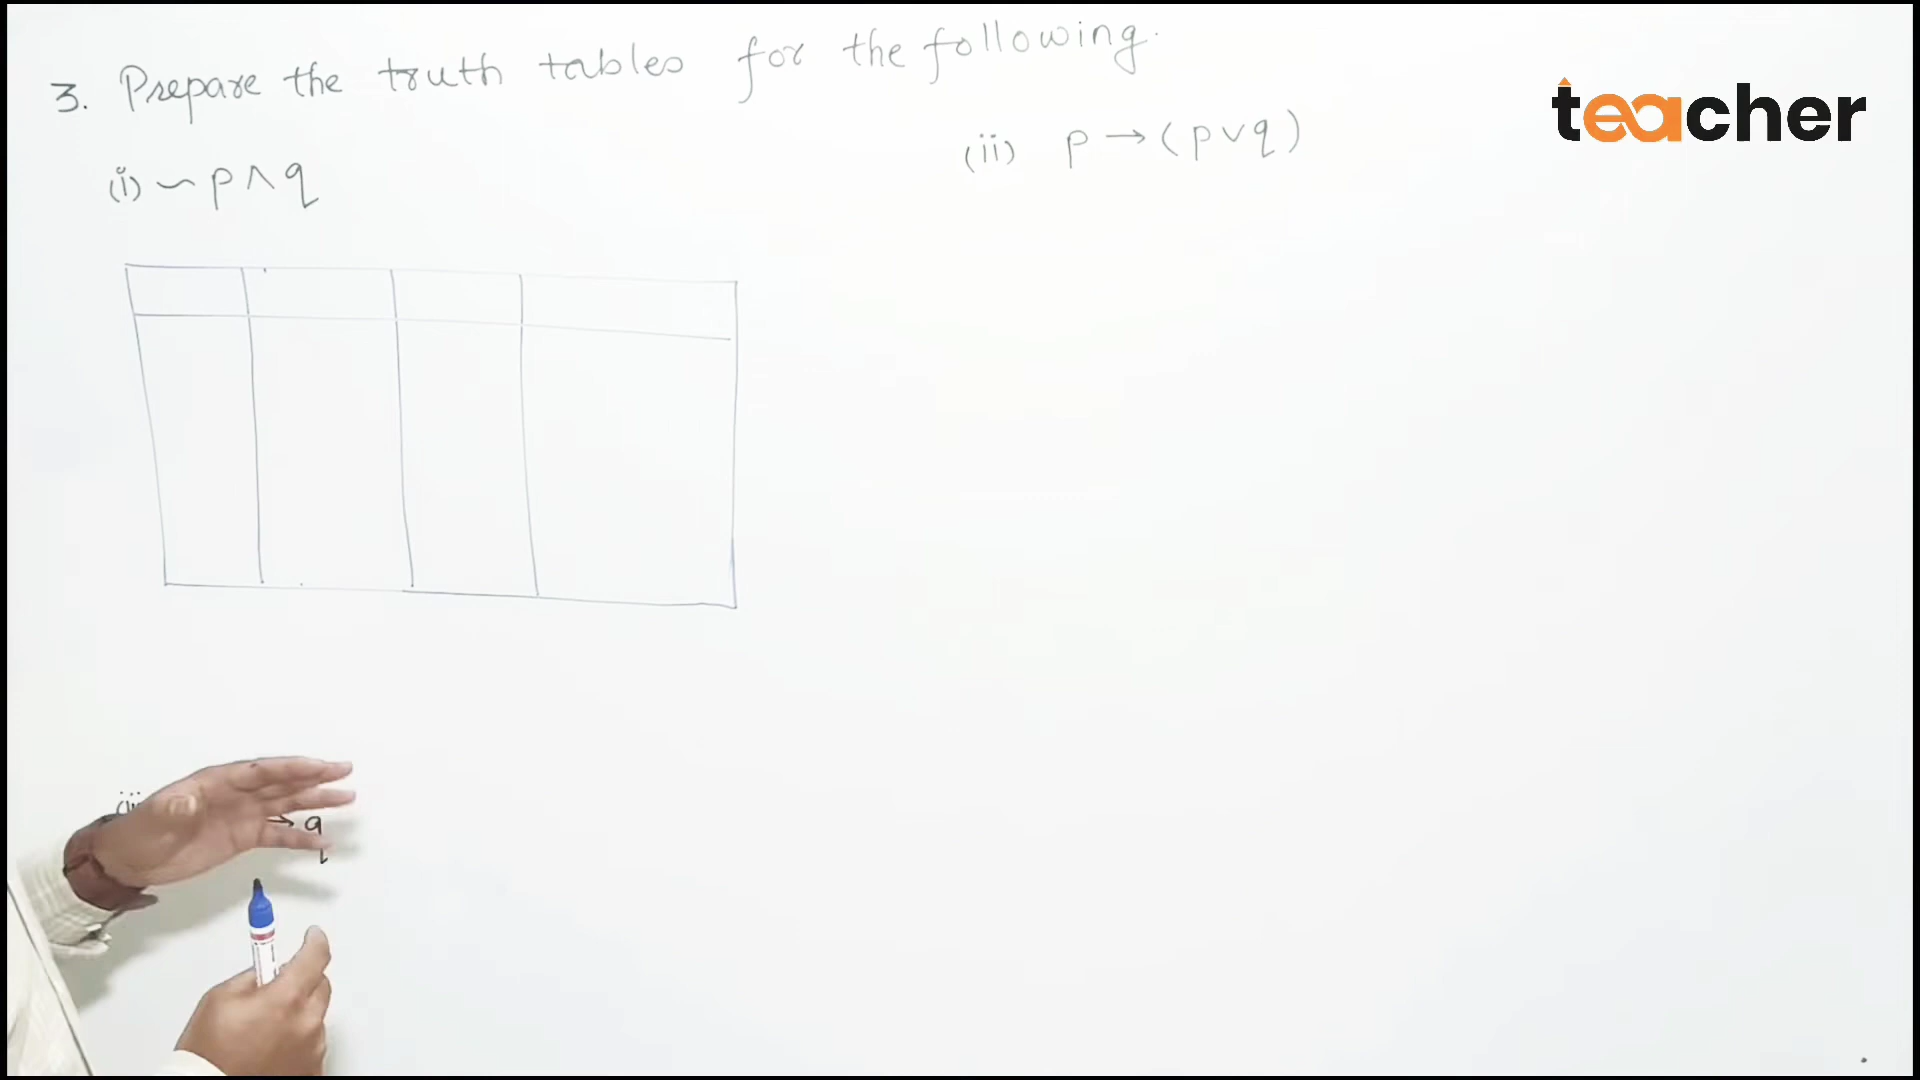 3. Prepare the truth tables for the following.
(i) ~ p ∧ q
(ii) p → (p ∨ q)
→ q
teacher